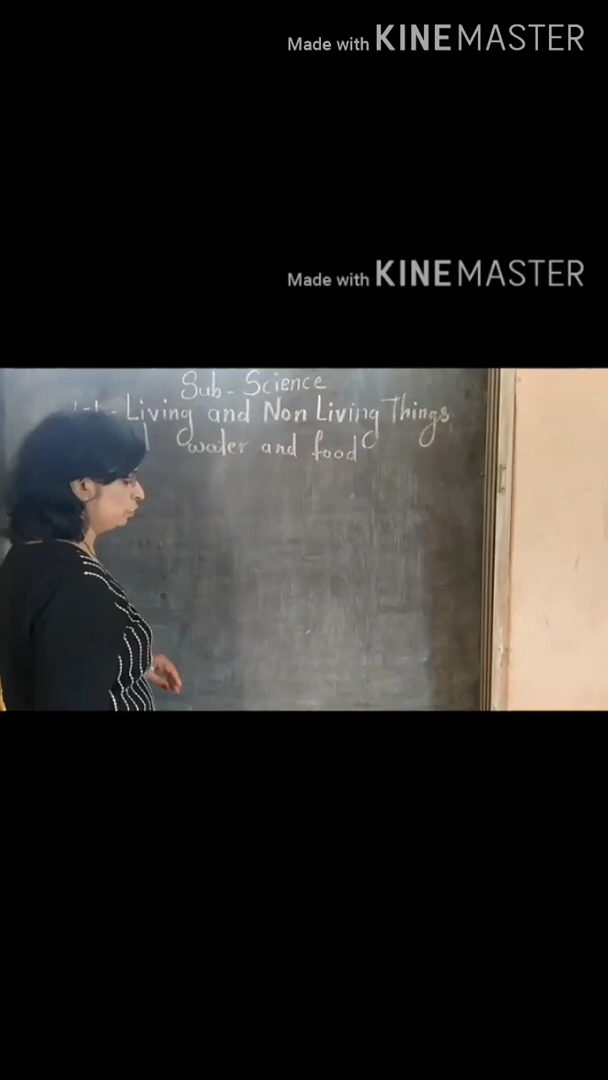 Made with KINEMASTER
Made with KINEMASTER
Sub - Science
Living and Non Living Things
water and food